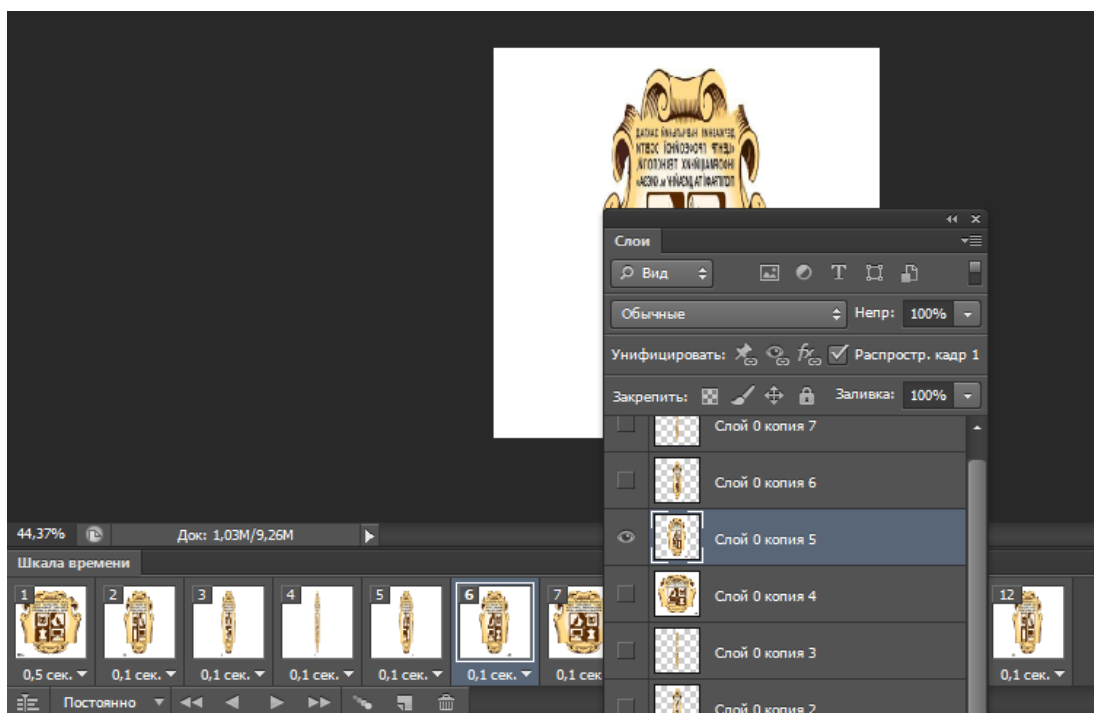 Слои
Вид
Обычные
Непр: 100%
Унифицировать:
Распростр. кадр 1
Закрепить:
Заливка: 100%
Слой 0 копия 7
Слой 0 копия 6
Слой 0 копия 5
Слой 0 копия 4
Слой 0 копия 3
Слой 0 копия 2
44,37%
Док: 1,03M/9,26M
Шкала времени
1 2 3 4 5 6 7 12
0,5 сек. 0,1 сек. 0,1 сек. 0,1 сек. 0,1 сек. 0,1 сек. 0,1 сек 0,1 сек.
Постоянно